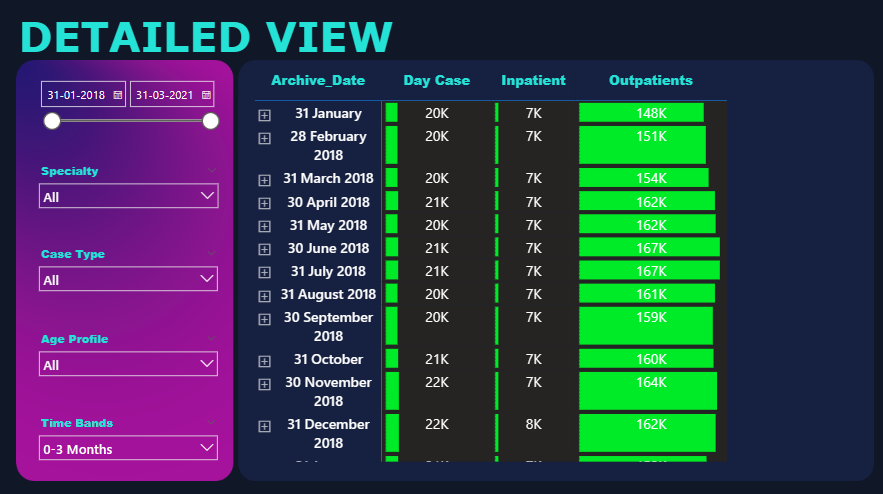 DETAILED VIEW
31-01-2018 31-03-2021
Specialty
All
Case Type
All
Age Profile
All
Time Bands
0-3 Months
Archive_Date Day Case Inpatient Outpatients
31 January 20K 7K 148K
28 February 20K 7K 151K
2018
31 March 2018 20K 7K 154K
30 April 2018 21K 7K 162K
31 May 2018 20K 7K 162K
30 June 2018 21K 7K 167K
31 July 2018 21K 7K 167K
31 August 2018 20K 7K 161K
30 September 20K 7K 159K
2018
31 October 21K 7K 160K
30 November 22K 7K 164K
2018
31 December 22K 8K 162K
2018